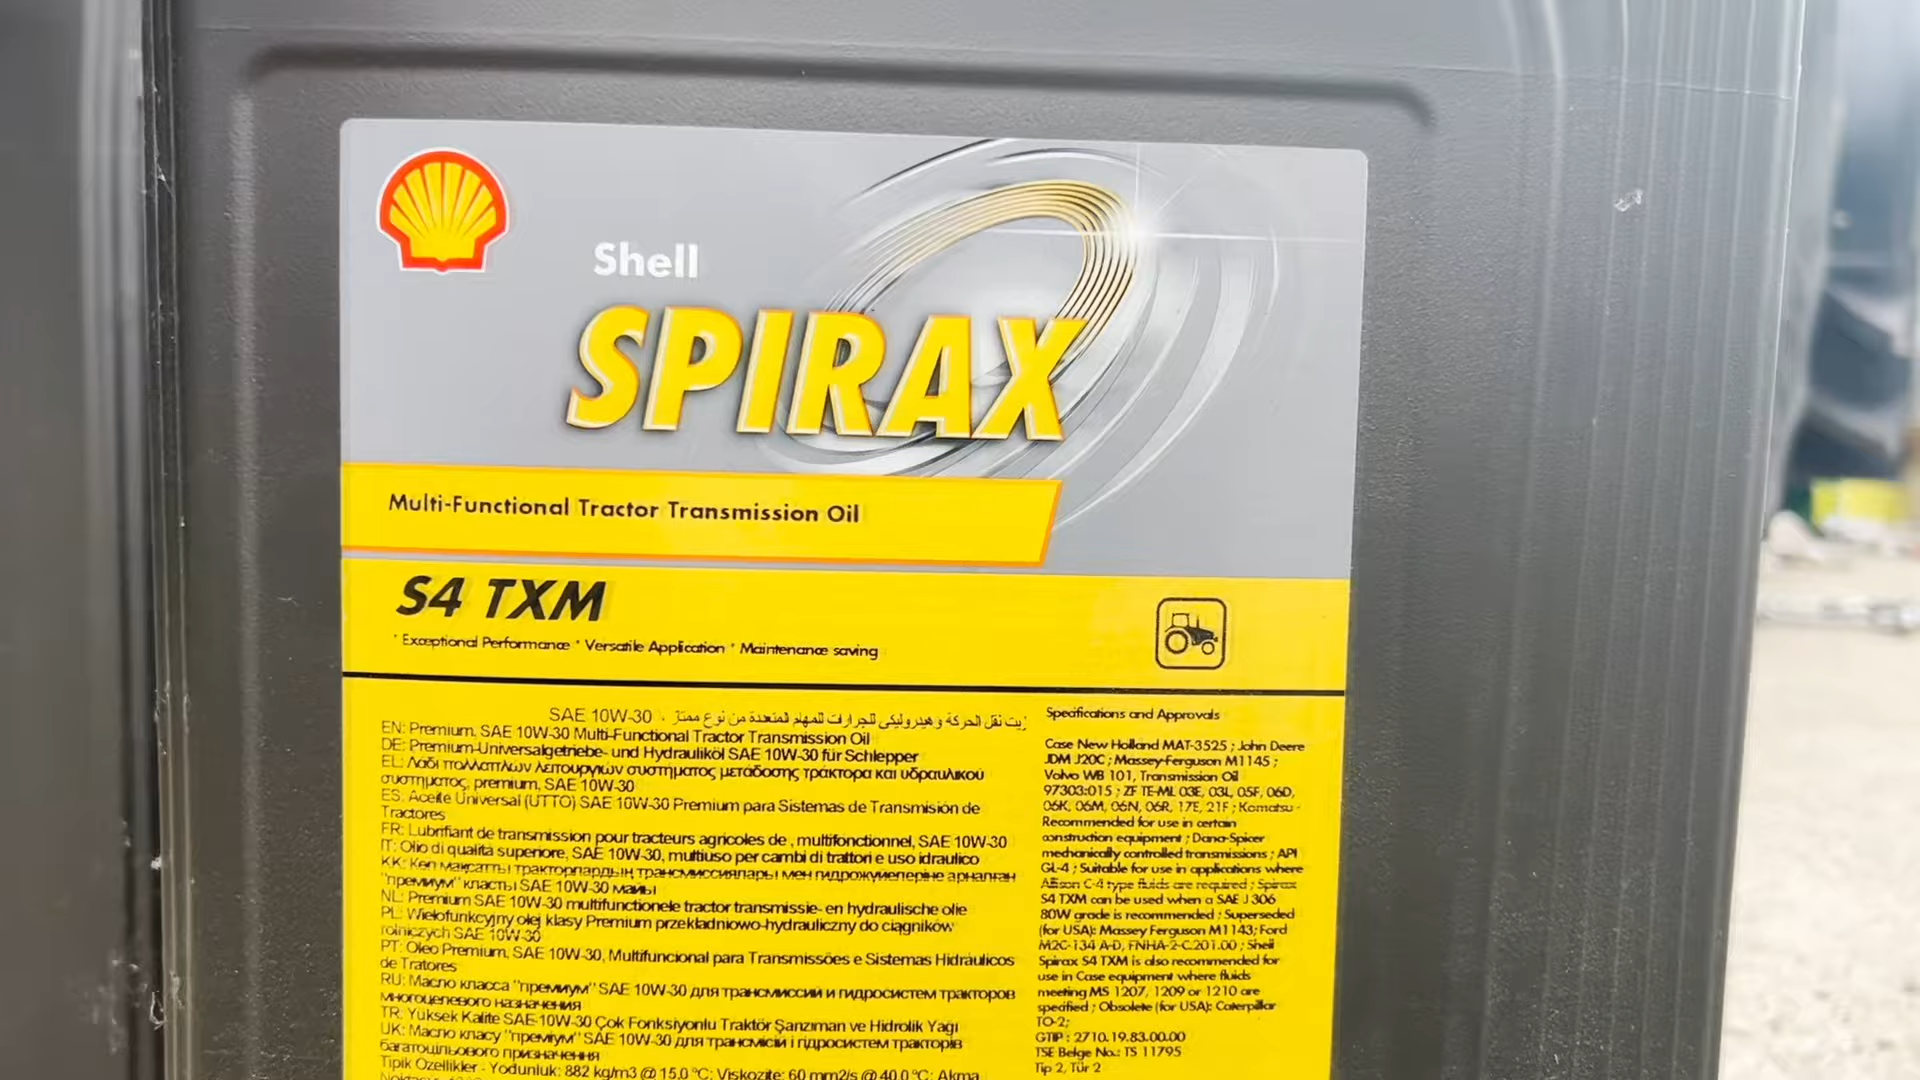 Shell
SPIRAX
Multi-Functional Tractor Transmission Oil
S4 TXM
* Exceptional Performance * Versatile Application * Maintenance saving
زيت نقل الحركة وهيدروليكي للجرارات للمهام المتعددة من نوع ممتاز ، SAE 10W-30
EN: Premium, SAE 10W-30 Multi-Functional Tractor Transmission Oil
DE: Premium-Universalgetriebe- und Hydrauliköl SAE 10W-30 für Schlepper
EL: Λάδι πολλαπλών λειτουργιών συστήματος μετάδοσης τράκτορα και υδραυλικού
συστήματος, premium, SAE 10W-30
ES: Aceite Universal (UTTO) SAE 10W-30 Premium para Sistemas de Transmisión de
Tractores
FR: Lubrifiant de transmission pour tracteurs agricoles de , multifonctionnel, SAE 10W-30
IT: Olio di qualità superiore, SAE 10W-30, multiuso per cambi di trattori e uso idraulico
KK: Көп мақсатты тракторлардың трансмиссиялары мен гидрожүйелеріне арналған
"премиум" класты SAE 10W-30 майы
NL: Premium SAE 10W-30 multifunctionele tractor transmissie- en hydraulische olie
PL: Wielofunkcyjny olej klasy Premium przekładniowo-hydrauliczny do ciągników
rolniczych SAE 10W-30
PT: Oleo Premium, SAE 10W-30, Multifuncional para Transmissões e Sistemas Hidráulicos
de Tratores
RU: Масло класса "премиум" SAE 10W-30 для трансмиссий и гидросистем тракторов
многоцелевого назначения
TR: Yüksek Kalite SAE 10W-30 Çok Fonksiyonlu Traktör Şanzıman ve Hidrolik Yağı
UK: Масло класу "преміум" SAE 10W-30 для трансмісій і гідросистем тракторів
багатоцільового призначення
Tipik Özellikler - Yoğunluk: 882 kg/m3 @ 15,0 °C; Viskozite: 60 mm2/s @ 40,0 °C; Akma
Specifications and Approvals
Case New Holland MAT-3525 ; John Deere
JDM J20C ; Massey-Ferguson M1145 ;
Volvo WB 101, Transmission Oil
97303:015 ; ZF TE-ML 03E, 03L, 05F, 06D,
06K, 06M, 06N, 06R, 17E, 21F ; Komatsu -
Recommended for use in certain
construction equipment ; Dana-Spicer
mechanically controlled transmissions ; API
GL-4 ; Suitable for use in applications where
Allison C-4 type fluids are required ; Spirax
S4 TXM can be used when a SAE J 306
80W grade is recommended ; Superseded
(for USA): Massey Ferguson M1143; Ford
M2C-134 A-D, FNHA-2-C.201.00 ; Shell
Spirax S4 TXM is also recommended for
use in Case equipment where fluids
meeting MS 1207, 1209 or 1210 are
specified ; Obsolete (for USA): Caterpillar
TO-2;
GTIP : 2710.19.83.00.00
TSE Belge No.: TS 11795
Tip 2, Tür 2